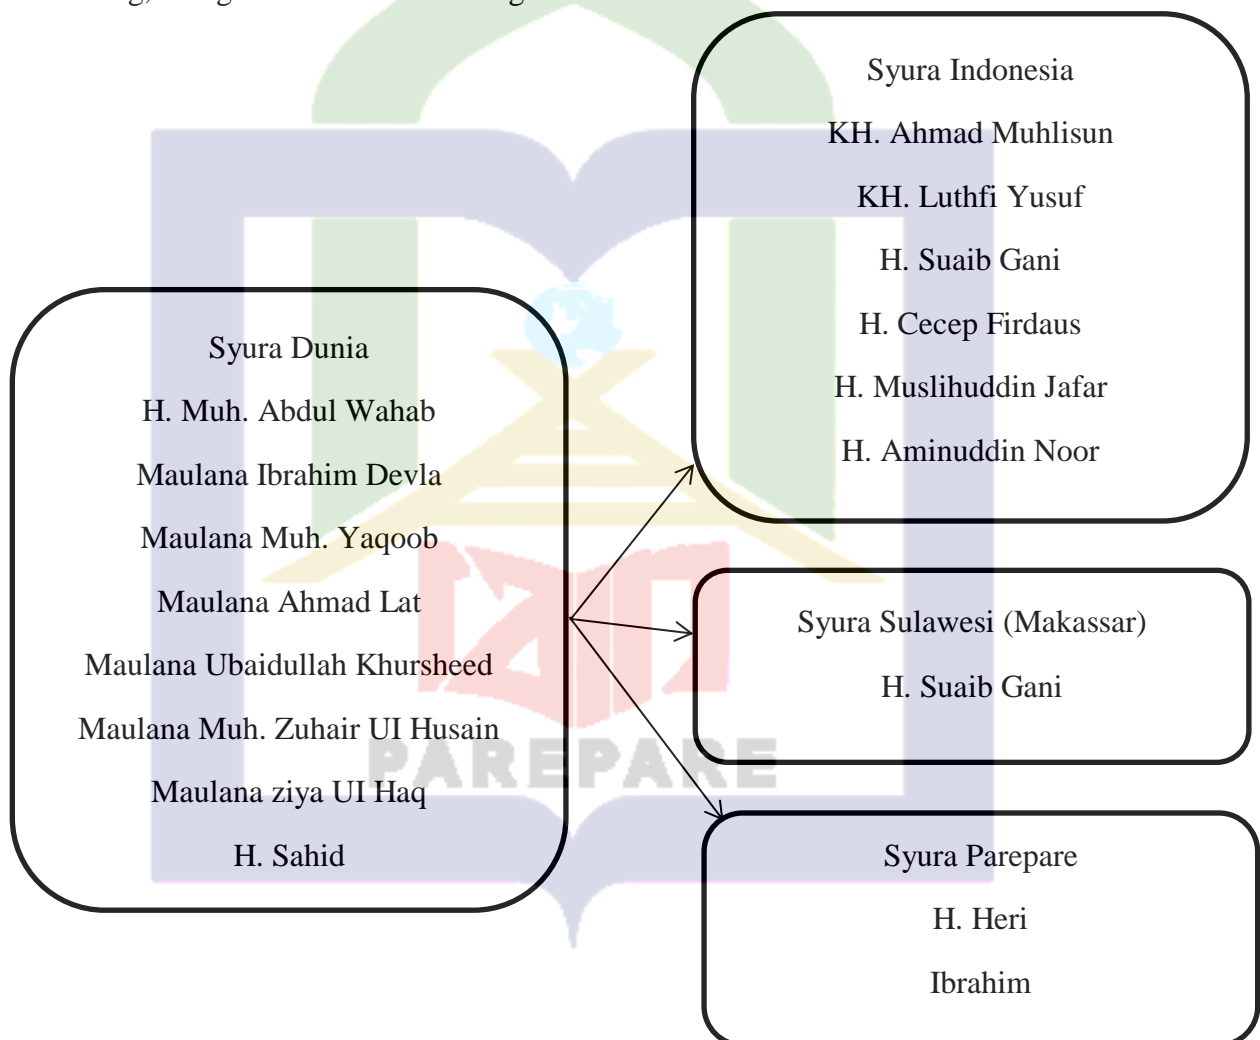 Syura Indonesia
KH. Ahmad Muhlisun
KH. Luthfi Yusuf
H. Suaib Gani
H. Cecep Firdaus
H. Muslihuddin Jafar
H. Aminuddin Noor
Syura Dunia
H. Muh. Abdul Wahab
Maulana Ibrahim Devla
Maulana Muh. Yaqoob
Maulana Ahmad Lat
Maulana Ubaidullah Khursheed
Maulana Muh. Zuhair UI Husain
Maulana ziya UI Haq
H. Sahid
Syura Sulawesi (Makassar)
H. Suaib Gani
Syura Parepare
H. Heri
Ibrahim
PAREPARE